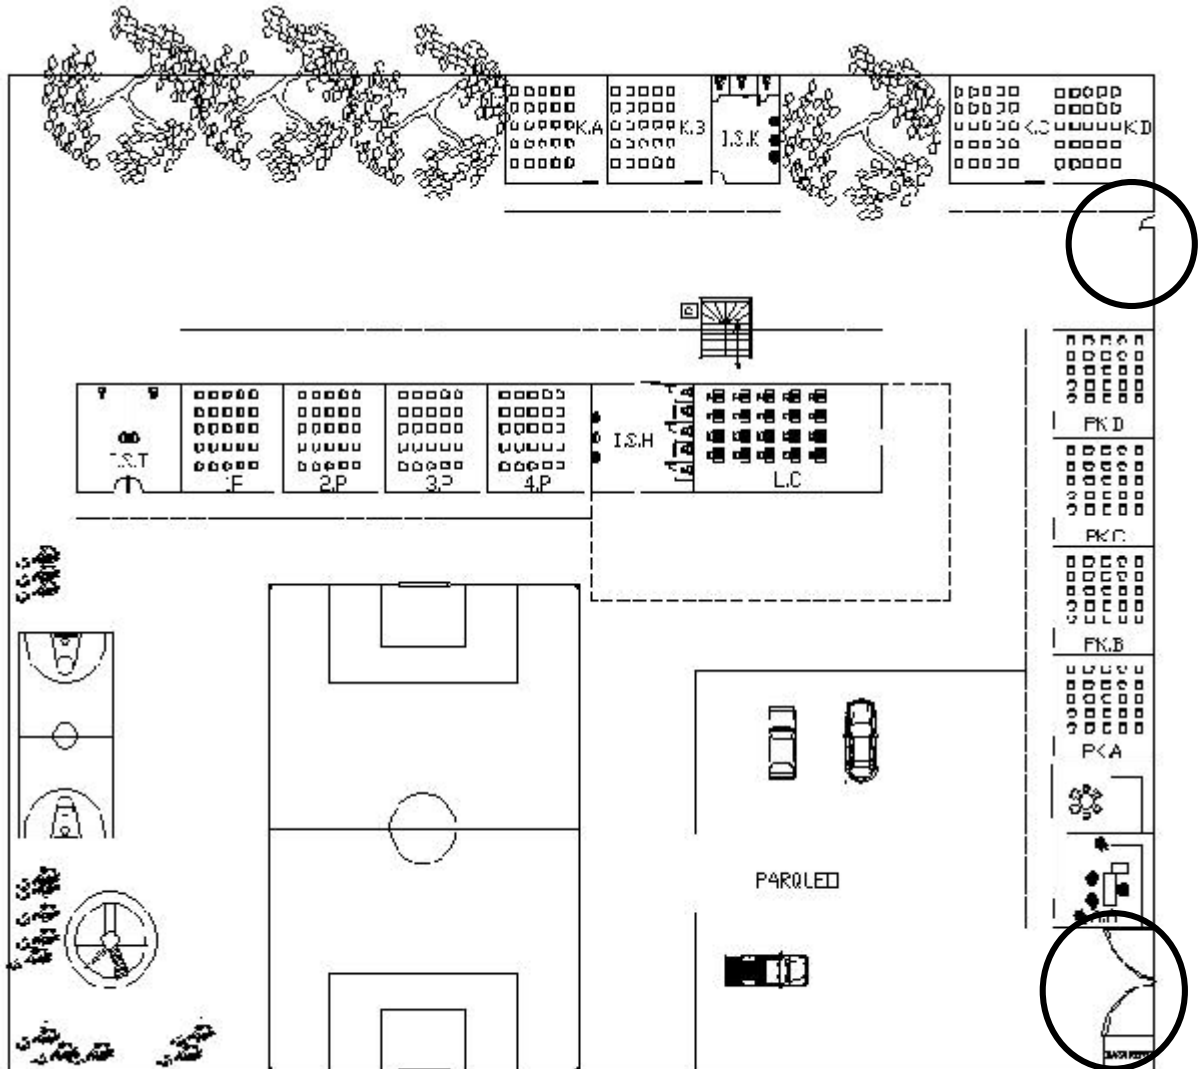 K.A
K.B
I.S.K
K.C
K.D
I.S.T
1.P
2.P
3.P
4.P
I.S.H
L.C
PK.D
PK.C
PK.B
PK.A
PARQUEO